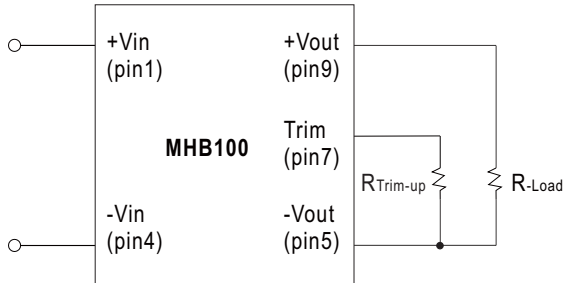 +Vin
(pin1)
+Vout
(pin9)
Trim
(pin7)
MHB100
RTrim-up
R-Load
-Vin
(pin4)
-Vout
(pin5)